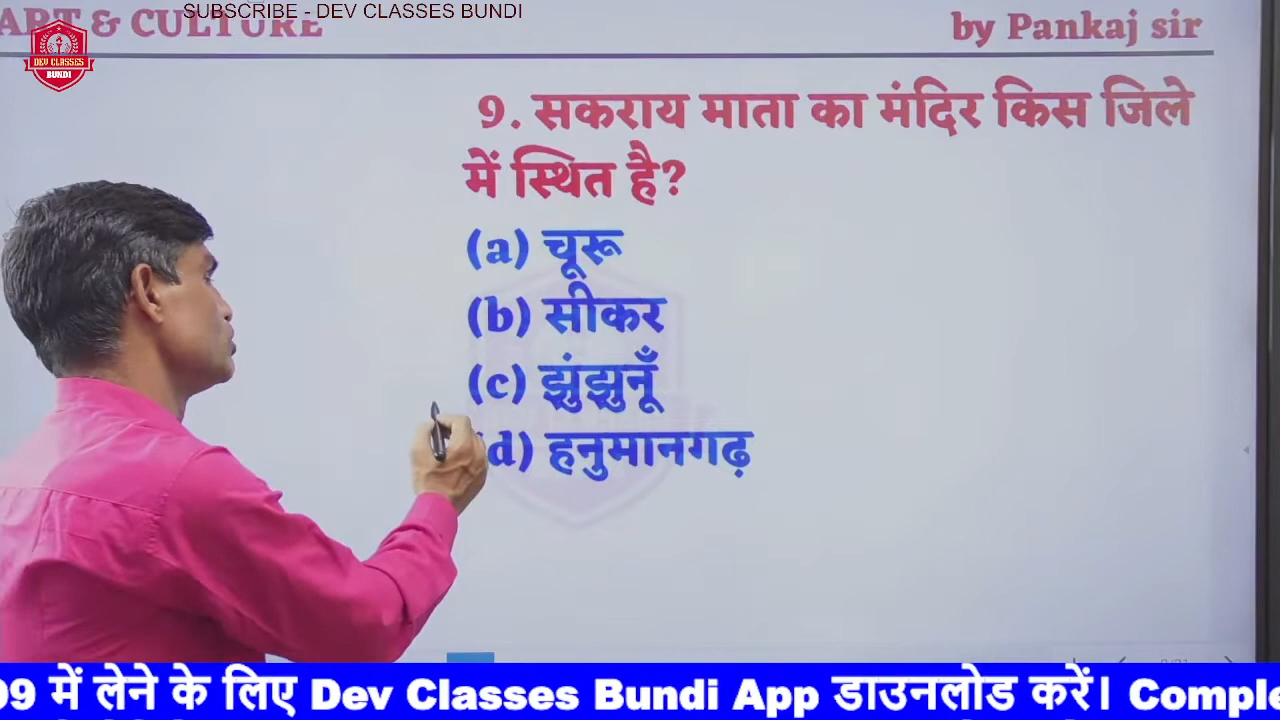 SUBSCRIBE - DEV CLASSES BUNDI
ART & CULTURE
by Pankaj sir
DEV CLASSES
BUNDI
9. सकराय माता का मंदिर किस जिले
में स्थित है?
(a) चूरू
(b) सीकर
(c) झुंझुनूँ
(d) हनुमानगढ़
09 में लेने के लिए Dev Classes Bundi App डाउनलोड करें। Comple